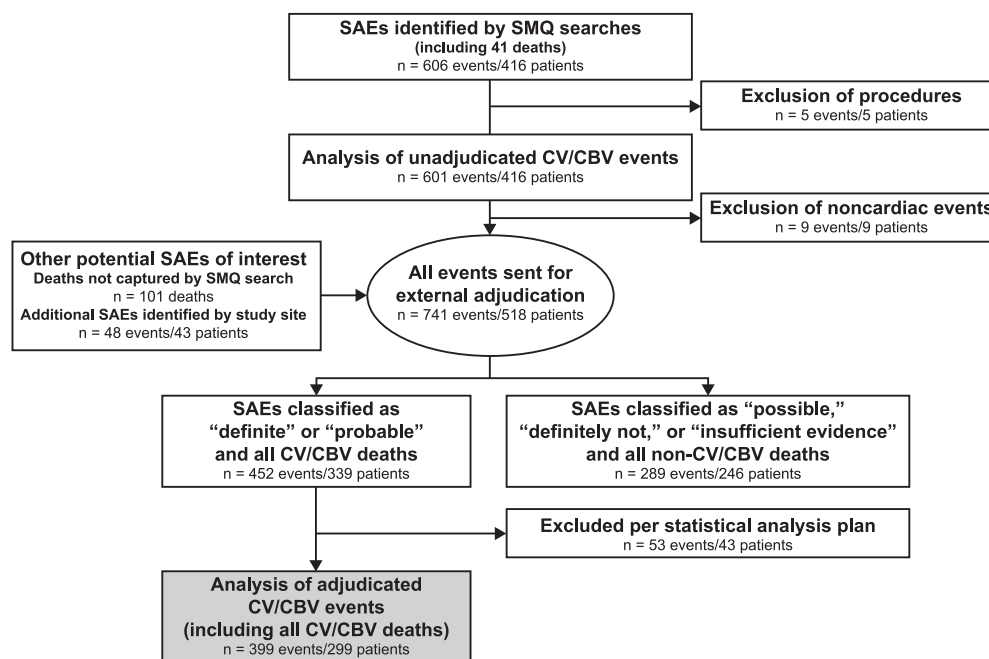 SAEs identified by SMQ searches
(including 41 deaths)
n = 606 events/416 patients
Exclusion of procedures
n = 5 events/5 patients
Analysis of unadjudicated CV/CBV events
n = 601 events/416 patients
Exclusion of noncardiac events
n = 9 events/9 patients
Other potential SAEs of interest
Deaths not captured by SMQ search
n = 101 deaths
Additional SAEs identified by study site
n = 48 events/43 patients
All events sent for
external adjudication
n = 741 events/518 patients
SAEs classified as
“definite” or “probable”
and all CV/CBV deaths
n = 452 events/339 patients
SAEs classified as “possible,”
“definitely not,” or “insufficient evidence”
and all non-CV/CBV deaths
n = 289 events/246 patients
Excluded per statistical analysis plan
n = 53 events/43 patients
Analysis of adjudicated
CV/CBV events
(including all CV/CBV deaths)
n = 399 events/299 patients